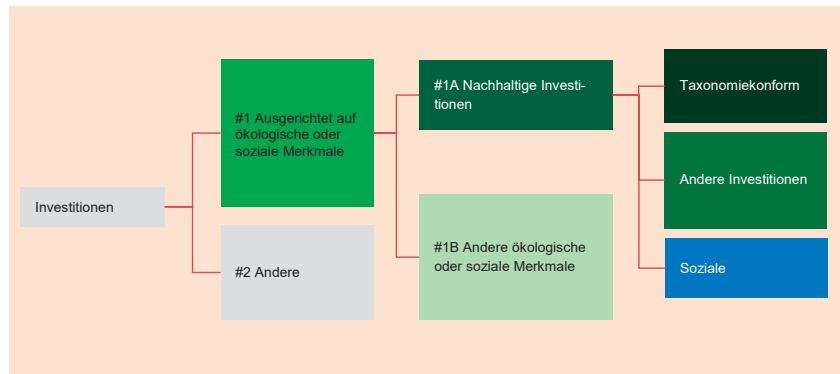 Investitionen
#1 Ausgerichtet auf
ökologische oder
soziale Merkmale
#2 Andere
#1A Nachhaltige Investi-
tionen
#1B Andere ökologische
oder soziale Merkmale
Taxonomiekonform
Andere Investitionen
Soziale